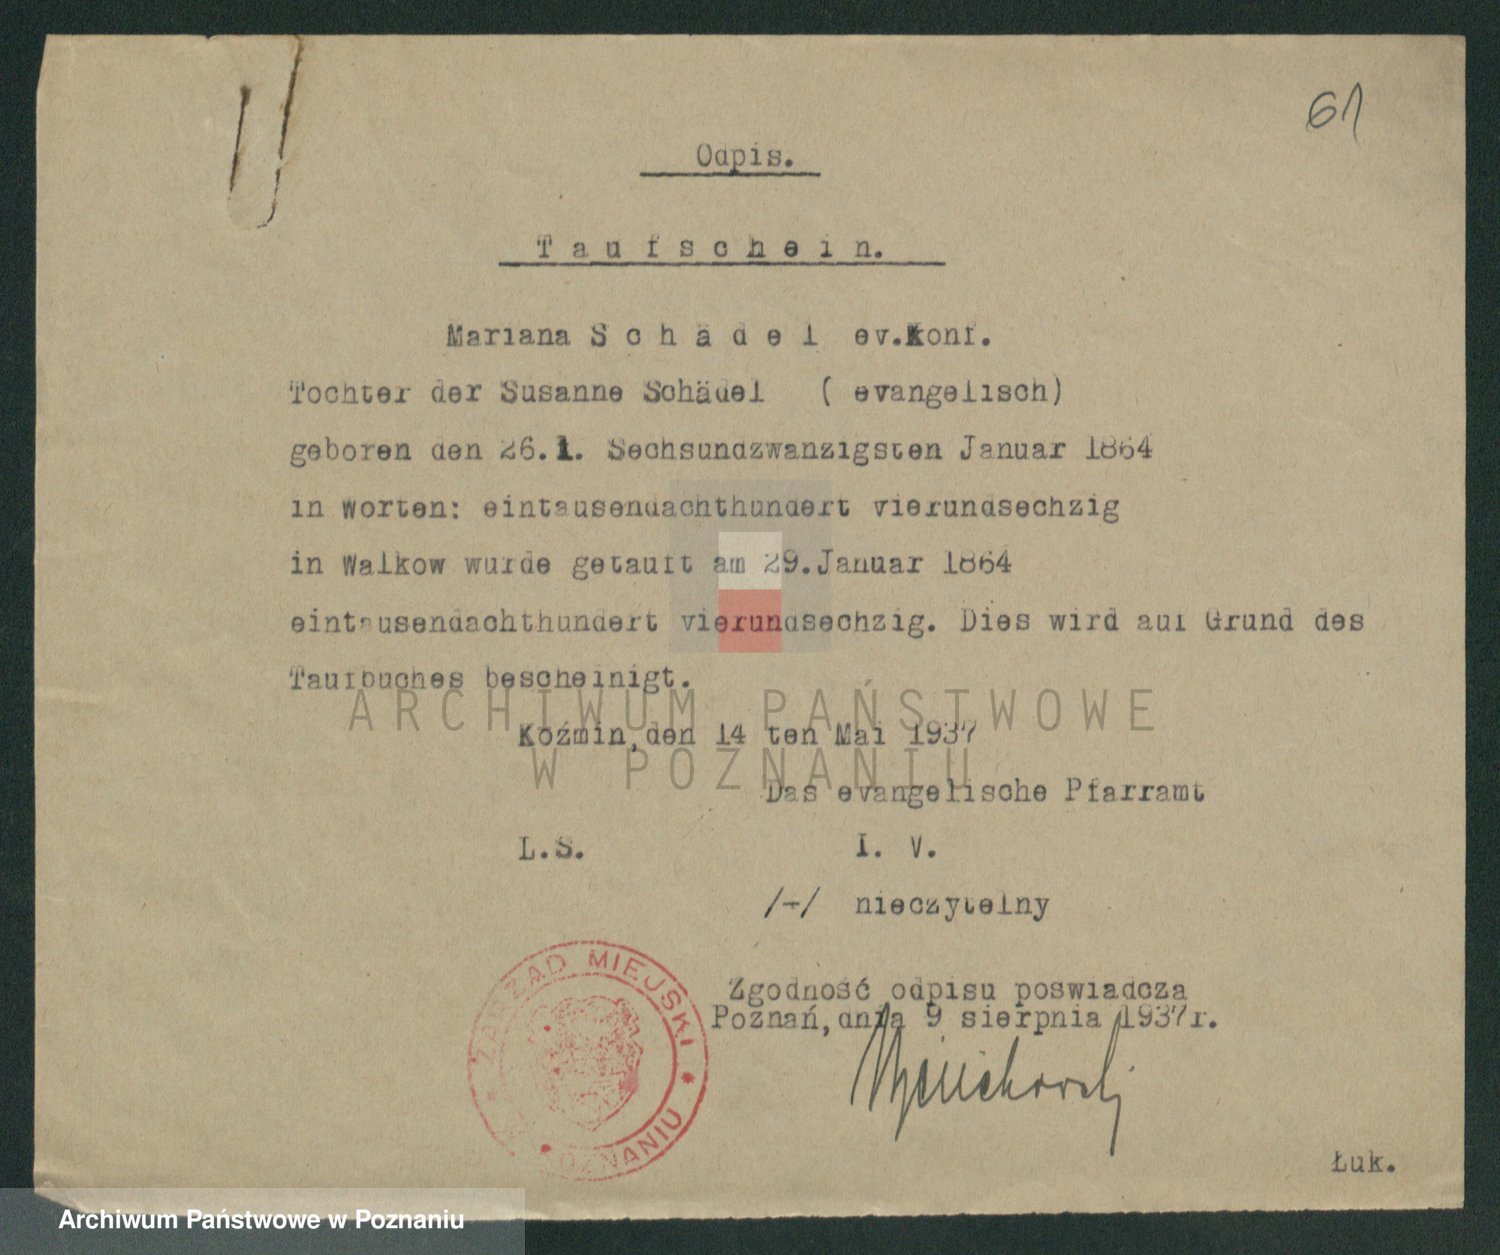 61
Odpis.
Taufschein.
Mariana Schädel ev.Konf.
Tochter der Susanne Schädel ( evangelisch)
geboren den 26.1. Sechsundzwanzigsten Januar 1864
in Worten: eintausendachthundert vierundsechzig
in Walkow wurde getauft am 29.Januar 1864
eintausendachthundert vierundsechzig. Dies wird auf Grund des
Taufbuches bescheinigt.
ARCHIWUM PAŃSTWOWE
Koźmin,den 14 ten Mai 1937
W POZNANIU
Das evangelische Pfarramt
L.S. I. V.
/-/ nieczytelny
ZARZĄD MIEJSKI
Zgodność odpisu poświadcza
Poznań,dnia 9 sierpnia 1937r.
POZNANIU
Łuk.
Archiwum Państwowe w Poznaniu